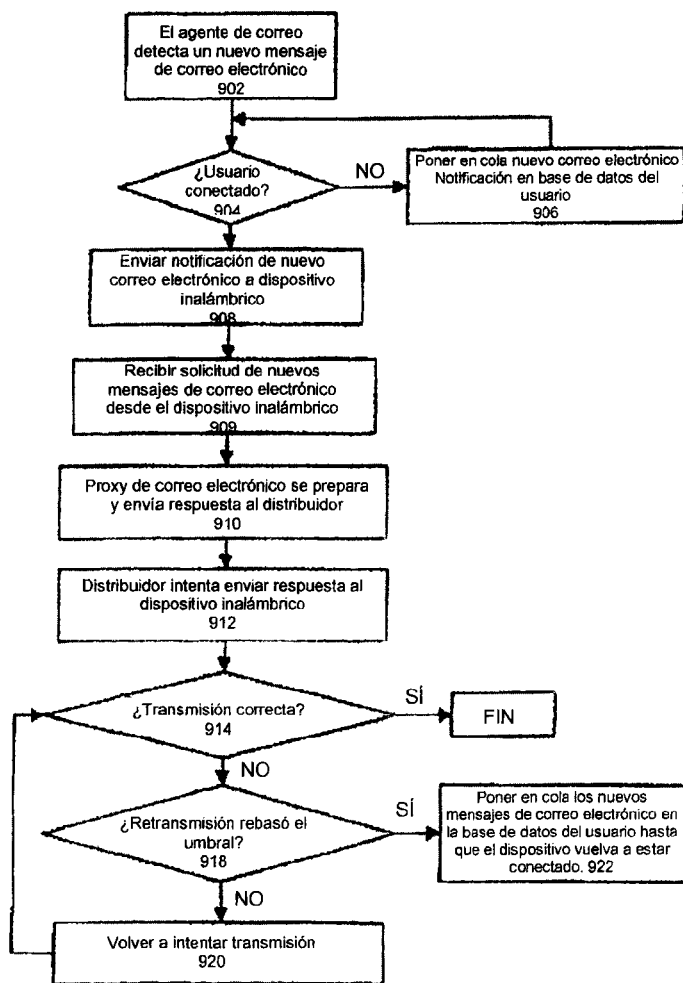 El agente de correo
detecta un nuevo mensaje
de correo electrónico
902
¿Usuario
conectado?
904
NO
Poner en cola nuevo correo electrónico
Notificación en base de datos del
usuario
906
Enviar notificación de nuevo
correo electrónico a dispositivo
inalámbrico
908
Recibir solicitud de nuevos
mensajes de correo electrónico
desde el dispositivo inalámbrico
909
Proxy de correo electrónico se prepara
y envía respuesta al distribuidor
910
Distribuidor intenta enviar respuesta al
dispositivo inalámbrico
912
¿Transmisión correcta?
914
SÍ
FIN
NO
¿Retransmisión rebasó el
umbral?
918
SÍ
Poner en cola los nuevos
mensajes de correo electrónico en
la base de datos del usuario hasta
que el dispositivo vuelva a estar
conectado. 922
NO
Volver a intentar transmisión
920